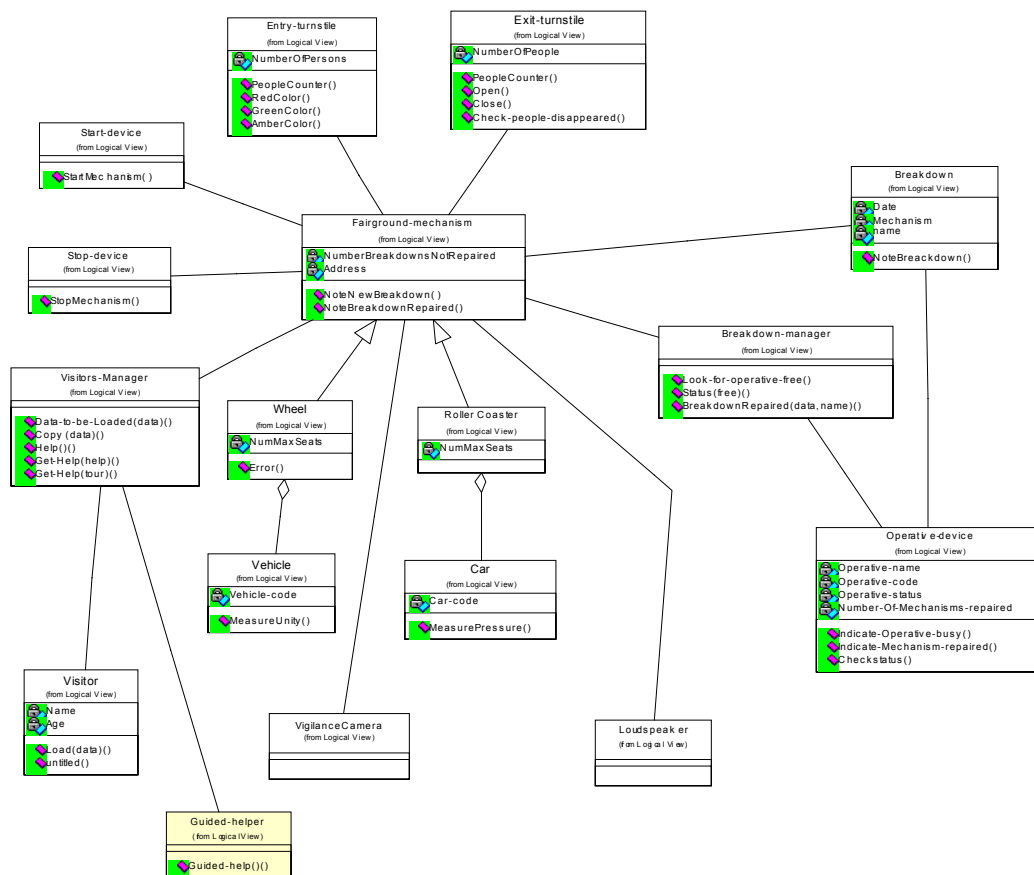 Entry-turnstile
(from Logical View)
NumberOfPersons
PeopleCounter()
RedColor()
GreenColor()
AmberColor()
Exit-turnstile
(from Logical View)
NumberOfPeople
PeopleCounter()
Open()
Close()
Check-people-disappeared()
Start-device
(from Logical View)
StartMechanism()
Breakdown
(from Logical View)
Date
Mechanism
name
NoteBreackdown()
Fairground-mechanism
(from Logical View)
NumberBreakdownsNotRepaired
Address
NoteNewBreakdown()
NoteBreakdownRepaired()
Stop-device
(from Logical View)
StopMechanism()
Breakdown-manager
(from Logical View)
Look-for-operative-free()
Status(free)()
BreakdownRepaired(data,name)()
Visitors-Manager
(from Logical View)
Data-to-be-Loaded(data)()
Copy (data)()
Help()()
Get-Help(help)()
Get-Help(tour)()
Wheel
(from Logical View)
NumMaxSeats
Error()
Roller Coaster
(from Logical View)
NumMaxSeats
Operative-device
(from Logical View)
Operative-name
Operative-code
Operative-status
Number-Of-Mechanisms-repaired
Indicate-Operative-busy()
Indicate-Mechanism-repaired()
Checkstatus()
Vehicle
(from Logical View)
Vehicle-code
MeasureUnity()
Car
(from Logical View)
Car-code
MeasurePressure()
Visitor
(from Logical View)
Name
Age
Load(data)()
untitled()
VigilanceCamera
(from Logical View)
Loudspeaker
(from Logical View)
Guided-helper
(from Logical View)
Guided-help()()